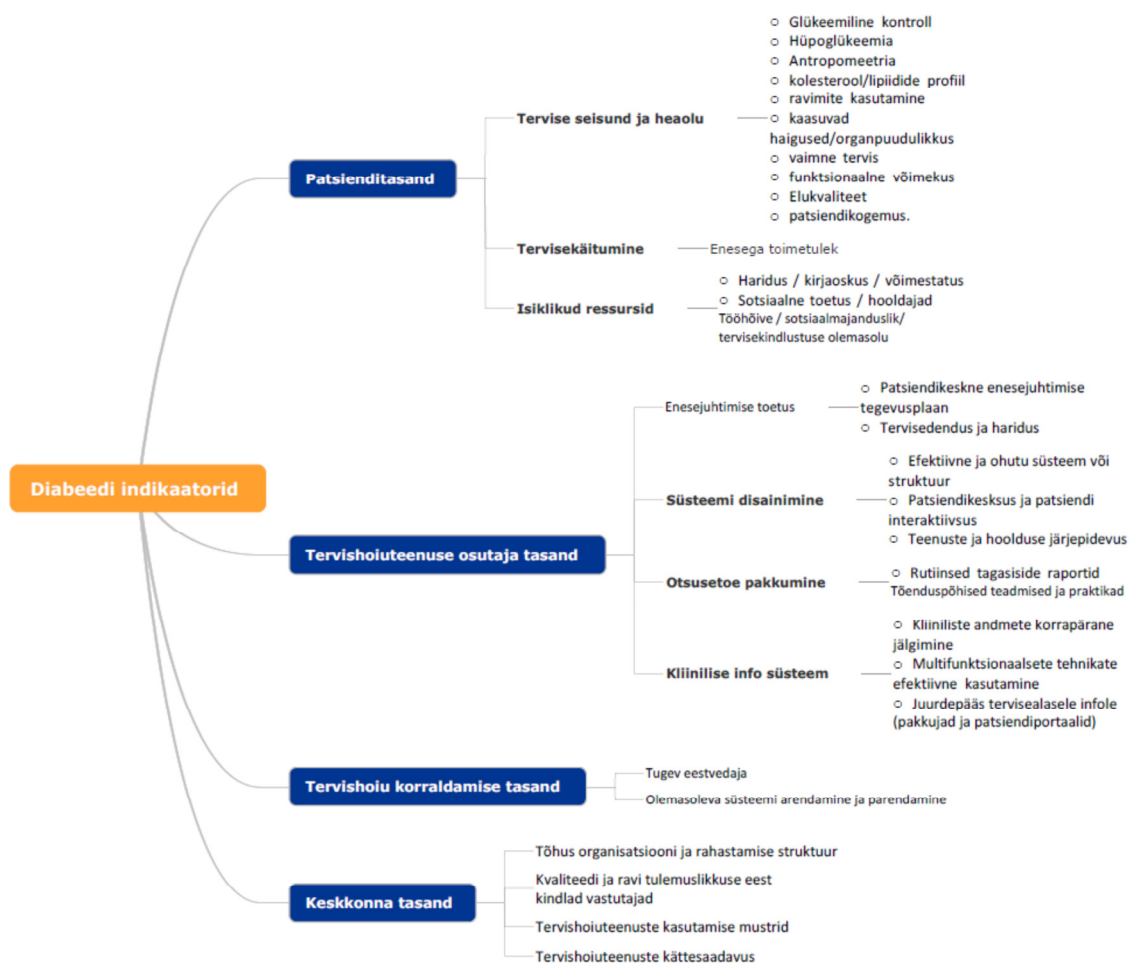 Diabeedi indikaatorid
Patsienditasand
Tervise seisund ja heaolu
○ Glükeemiline kontroll
○ Hüpoglükeemia
○ Antropomeetria
○ kolesterool/lipiidide profiil
○ ravimite kasutamine
○ kaasuvad
haigused/organpuudulikkus
○ vaimne tervis
○ funktsionaalne võimekus
○ Elukvaliteet
○ patsiendikogemus.
Tervisekäitumine
Enesega toimetulek
Isiklikud ressursid
○ Haridus / kirjaoskus / võimestatus
○ Sotsiaalne toetus / hooldajad
Tööhõive / sotsiaalmajanduslik/
tervisekindlustuse olemasolu
Tervishoiuteenuse osutaja tasand
Enesejuhtimise toetus
○ Patsiendikeskne enesejuhtimise
tegevusplaan
○ Tervisedendus ja haridus
Süsteemi disainimine
○ Efektiivne ja ohutu süsteem või
struktuur
○ Patsiendikesksus ja patsiendi
interaktiivsus
○ Teenuste ja hoolduse järjepidevus
Otsusetoe pakkumine
○ Rutiinsed tagasiside raportid
Tõenduspõhised teadmised ja praktikad
Kliinilise info süsteem
○ Kliiniliste andmete korrapärane
jälgimine
○ Multifunktsionaalsete tehnikate
efektiivne kasutamine
○ Juurdepääs tervisealasele infole
(pakkujad ja patsiendiportaalid)
Tervishoiu korraldamise tasand
Tugev eestvedaja
Olemasoleva süsteemi arendamine ja parendamine
Keskkonna tasand
Tõhus organisatsiooni ja rahastamise struktuur
Kvaliteedi ja ravi tulemuslikkuse eest
kindlad vastutajad
Tervishoiuteenuste kasutamise mustrid
Tervishoiuteenuste kättesaadavus